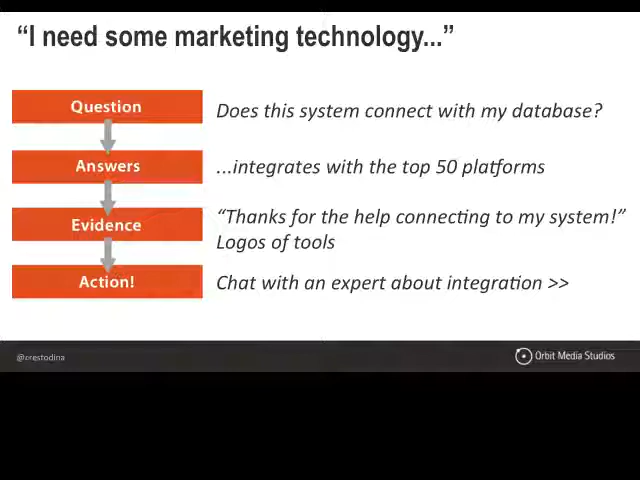 “I need some marketing technology...”
Question
Does this system connect with my database?
Answers
...integrates with the top 50 platforms
Evidence
“Thanks for the help connecting to my system!”
Logos of tools
Action!
Chat with an expert about integration >>
@crestodina
Orbit Media Studios